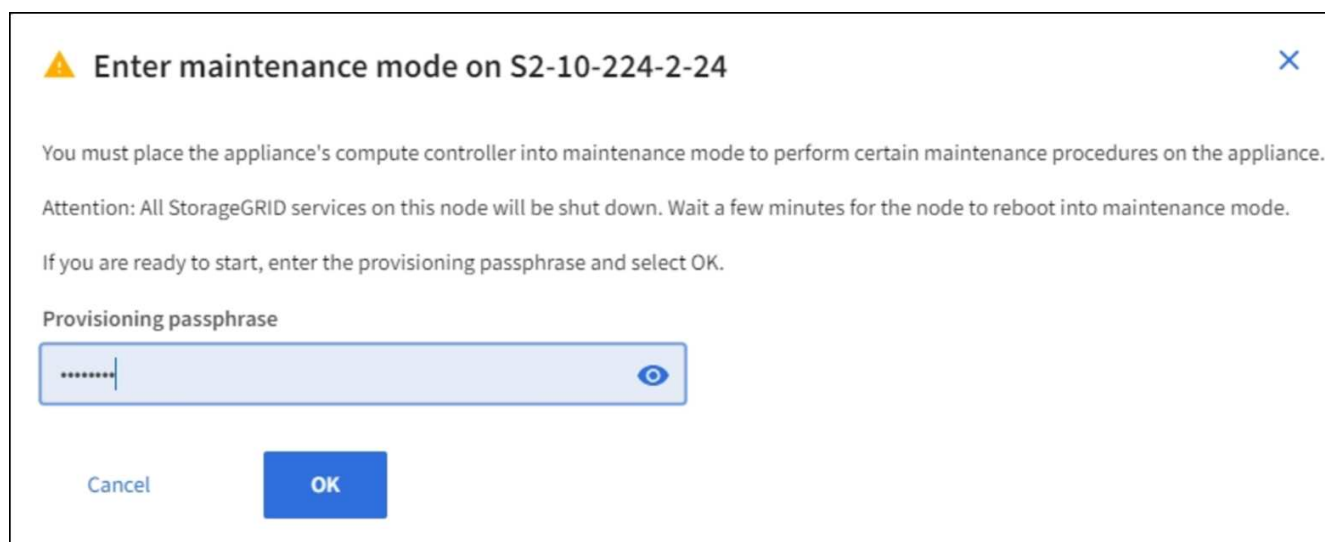 Enter maintenance mode on S2-10-224-2-24
You must place the appliance's compute controller into maintenance mode to perform certain maintenance procedures on the appliance.
Attention: All StorageGRID services on this node will be shut down. Wait a few minutes for the node to reboot into maintenance mode.
If you are ready to start, enter the provisioning passphrase and select OK.
Provisioning passphrase
••••••••
Cancel OK